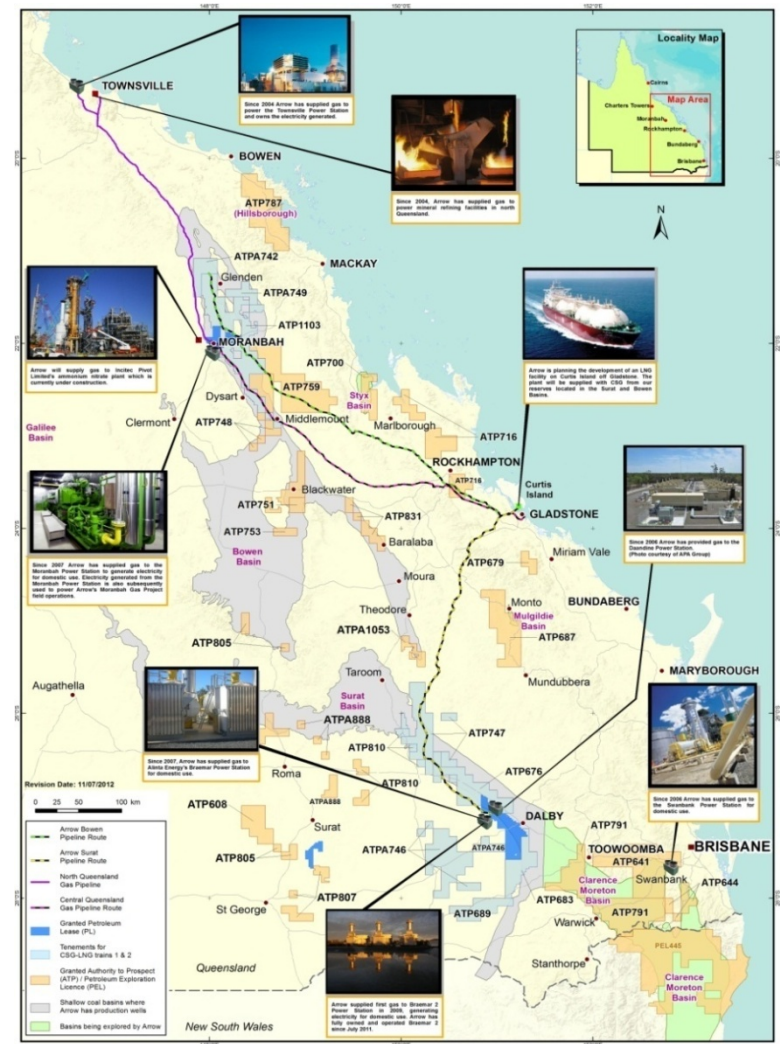 TOWNSVILLE
Since 2004 Arrow has supplied gas to
power the Townsville Power Station
and owns the electricity generated.
Since 2004, Arrow has supplied gas to
power mineral refining facilities in north
Queensland.
Locality Map
Cairns
Map Area
Charters Towers
Moranbah
Rockhampton
Bundaberg
Brisbane
N
BOWEN
ATP787
(Hillsborough)
MACKAY
ATPA742
Glenden
ATPA749
ATP1103
MORANBAH
Arrow will supply gas to Incitec Pivot
Limited's ammonium nitrate plant which is
currently under construction.
Arrow is planning the development of an LNG
facility on Curtis Island off Gladstone. The
plant will be supplied with CSG from our
reserves located in the Surat and Bowen
Basins.
ATP700
ATP759
Dysart
Styx
Basin
Clermont
Middlemount
Marlborough
ATP748
ATP716
Galilee
Basin
ROCKHAMPTON
ATP716
Curtis
Island
Blackwater
GLADSTONE
ATP751
ATP831
ATP753
Baralaba
Since 2007 Arrow has supplied gas to the
Moranbah Power Station to generate electricity
for domestic use. Electricity generated from the
Moranbah Power Station is also subsequently
used to power Arrow's Moranbah Gas Project
field operations.
Since 2006 Arrow has provided gas to the
Daandine Power Station.
(Photo courtesy of APA Group)
Bowen
Basin
Miriam Vale
ATP679
Moura
Theodore
Monto
BUNDABERG
Mulgildie
Basin
ATPA1053
ATP687
ATP805
MARYBOROUGH
Taroom
Mundubbera
Augathella
Surat
Basin
ATPA888
ATP747
ATP810
Since 2007, Arrow has supplied gas to
Alinta Energy's Braemar Power Station
for domestic use.
Roma
ATP676
ATP810
Since 2006 Arrow has supplied gas to
the Swanbank Power Station for
domestic use.
Revision Date: 11/07/2012
0 25 50 100 km
ATP608
ATPA888
Surat
DALBY
ATP791
ATP805
ATPA746
ATPA746
TOOWOOMBA
BRISBANE
ATP641
Swanbank
Clarence
Moreton
Basin
ATP644
ATP807
ATP683
St George
ATP689
Warwick
ATP791
PEL445
Stanthorpe
Clarence
Moreton
Basin
Queensland
New South Wales
Arrow supplied first gas to Braemar 2
Power Station in 2009, generating
electricity for domestic use. Arrow has
fully owned and operated Braemar 2
since July 2011.
Arrow Bowen
Pipeline Route
Arrow Surat
Pipeline Route
North Queensland
Gas Pipeline
Central Queensland
Gas Pipeline Route
Granted Petroleum
Lease (PL)
Tenements for
CSG-LNG trains 1 & 2
Granted Authority to Prospect
(ATP) / Petroleum Exploration
Licence (PEL)
Shallow coal basins where
Arrow has production wells
Basins being explored by Arrow